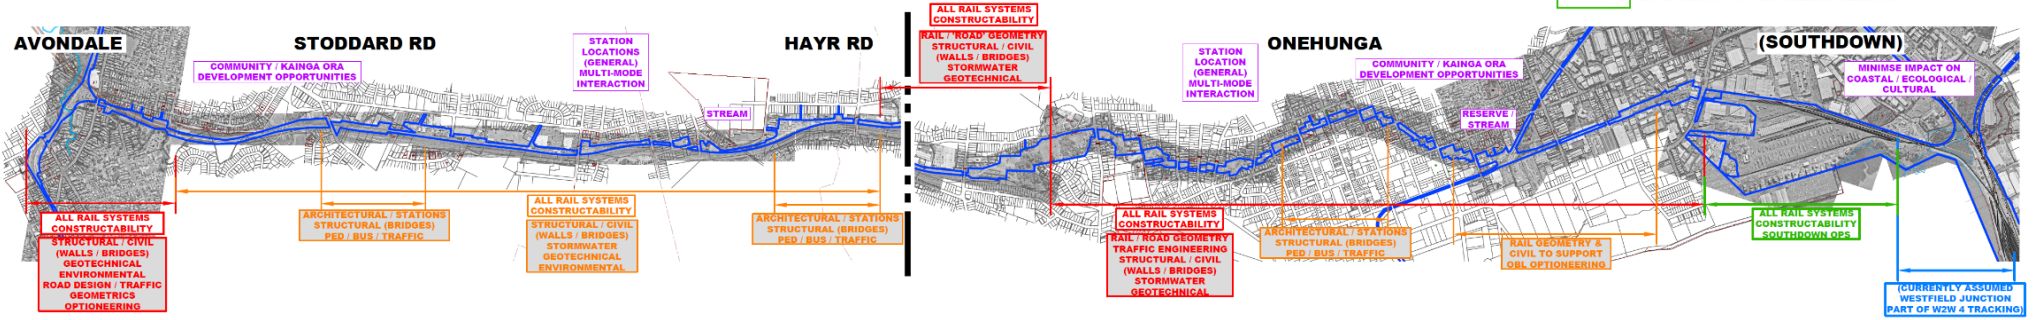 AVONDALE
STODDARD RD
HAYR RD
ONEHUNGA
(SOUTHDOWN)
COMMUNITY / KAINGA ORA
DEVELOPMENT OPPORTUNITIES
STATION
LOCATIONS
(GENERAL)
MULTI-MODE
INTERACTION
STREAM
ALL RAIL SYSTEMS
CONSTRUCTABILITY
RAIL / 'ROAD' GEOMETRY
STRUCTURAL / CIVIL
(WALLS / BRIDGES)
STORMWATER
GEOTECHNICAL
STATION
LOCATION
(GENERAL)
MULTI-MODE
INTERACTION
COMMUNITY / KAINGA ORA
DEVELOPMENT OPPORTUNITIES
RESERVE /
STREAM
MINIMSE IMPACT ON
COASTAL / ECOLOGICAL /
CULTURAL
ALL RAIL SYSTEMS
CONSTRUCTABILITY
STRUCTURAL / CIVIL
(WALLS / BRIDGES)
GEOTECHNICAL
ENVIRONMENTAL
ROAD DESIGN / TRAFFIC
GEOMETRICS
OPTIONEERING
ARCHITECTURAL / STATIONS
STRUCTURAL (BRIDGES)
PED / BUS / TRAFFIC
ALL RAIL SYSTEMS
CONSTRUCTABILITY
STRUCTURAL / CIVIL
(WALLS / BRIDGES)
STORMWATER
GEOTECHNICAL
ENVIRONMENTAL
ARCHITECTURAL / STATIONS
STRUCTURAL (BRIDGES)
PED / BUS / TRAFFIC
ALL RAIL SYSTEMS
CONSTRUCTABILITY
RAIL / ROAD GEOMETRY
TRAFFIC ENGINEERING
STRUCTURAL / CIVIL
(WALLS / BRIDGES)
STORMWATER
GEOTECHNICAL
ARCHITECTURAL / STATIONS
STRUCTURAL (BRIDGES)
PED / BUS / TRAFFIC
RAIL GEOMETRY &
CIVIL TO SUPPORT
OBL OPTIONEERING
ALL RAIL SYSTEMS
CONSTRUCTABILITY
SOUTHDOWN OPS
(CURRENTLY ASSUMED
WESTFIELD JUNCTION
PART OF W2W 4 TRACKING)